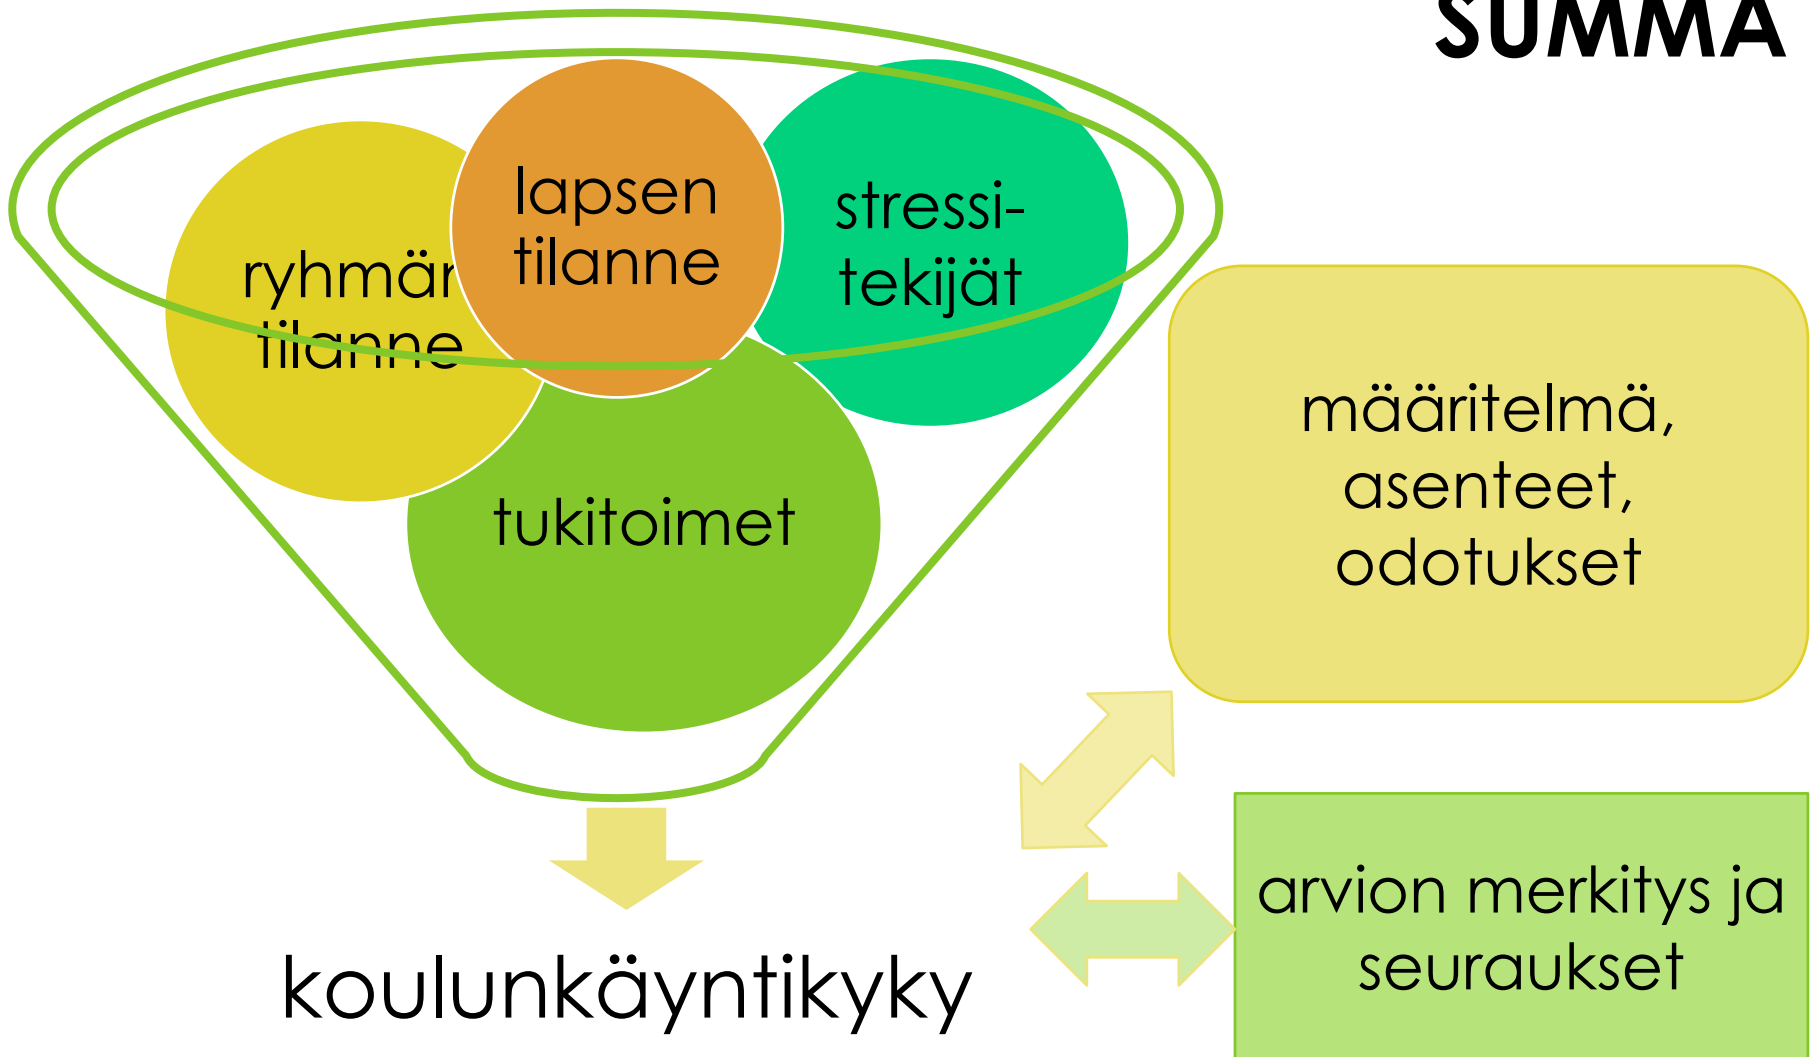 SUMMA
lapsen
tilanne
stressi-
tekijät
ryhmän
tilanne
tukitoimet
määritelmä,
asenteet,
odotukset
arvion merkitys ja
seuraukset
koulunkäyntikyky